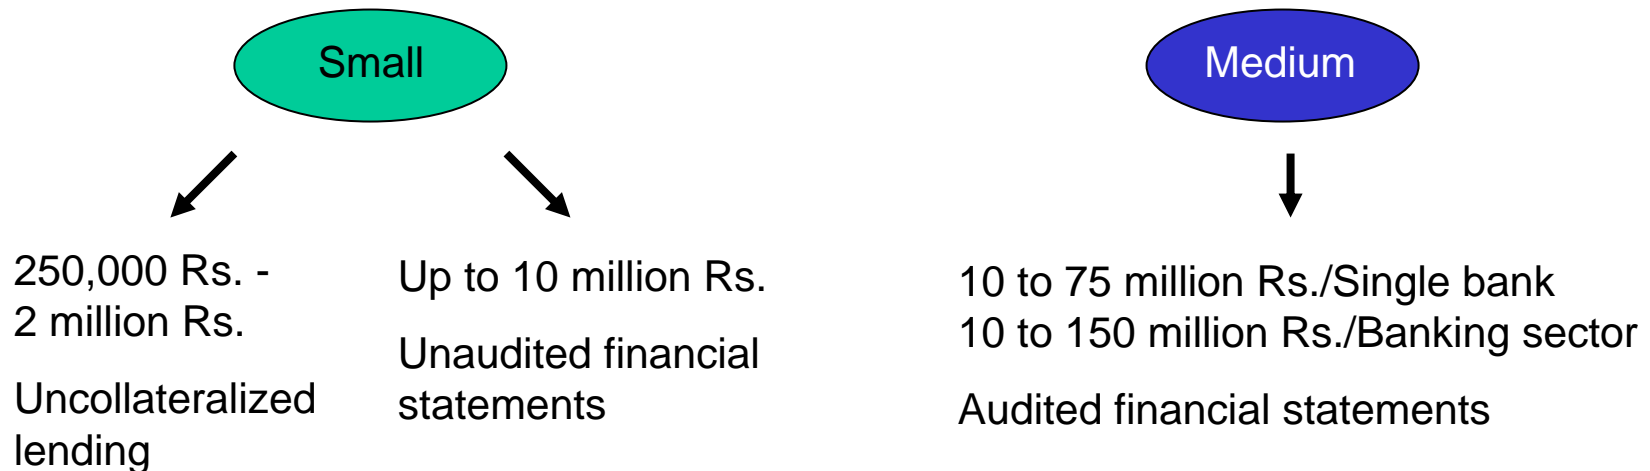 Small
250,000 Rs. -
2 million Rs.
Uncollateralized
lending
Up to 10 million Rs.
Unaudited financial
statements
Medium
10 to 75 million Rs./Single bank
10 to 150 million Rs./Banking sector
Audited financial statements